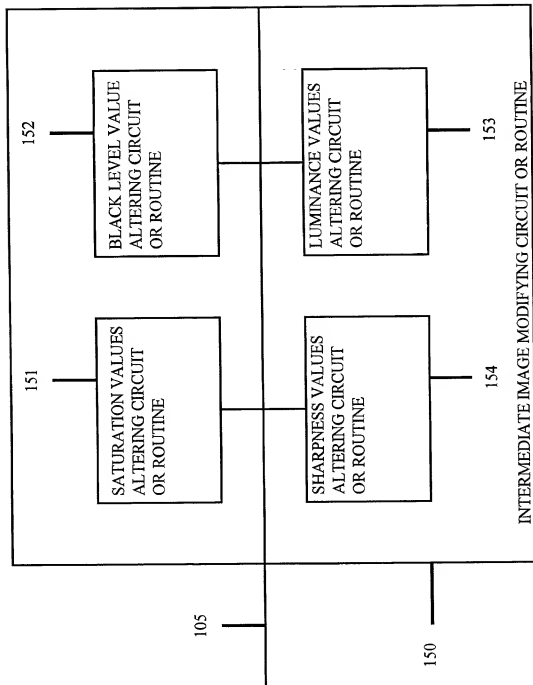 151
152
SATURATION VALUES
ALTERING CIRCUIT
OR ROUTINE
BLACK LEVEL VALUE
ALTERING CIRCUIT
OR ROUTINE
105
SHARPNESS VALUES
ALTERING CIRCUIT
OR ROUTINE
LUMINANCE VALUES
ALTERING CIRCUIT
OR ROUTINE
150
154
153
INTERMEDIATE IMAGE MODIFYING CIRCUIT OR ROUTINE